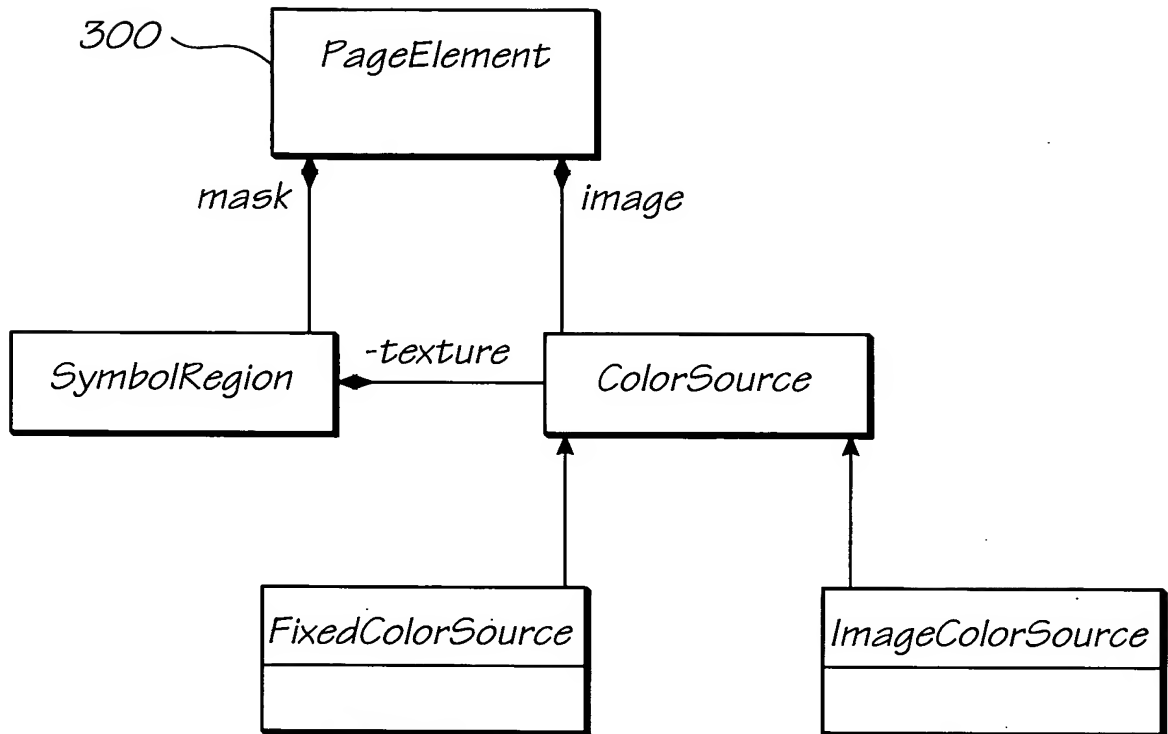 300
PageElement
mask
image
SymbolRegion
-texture
ColorSource
FixedColorSource
ImageColorSource